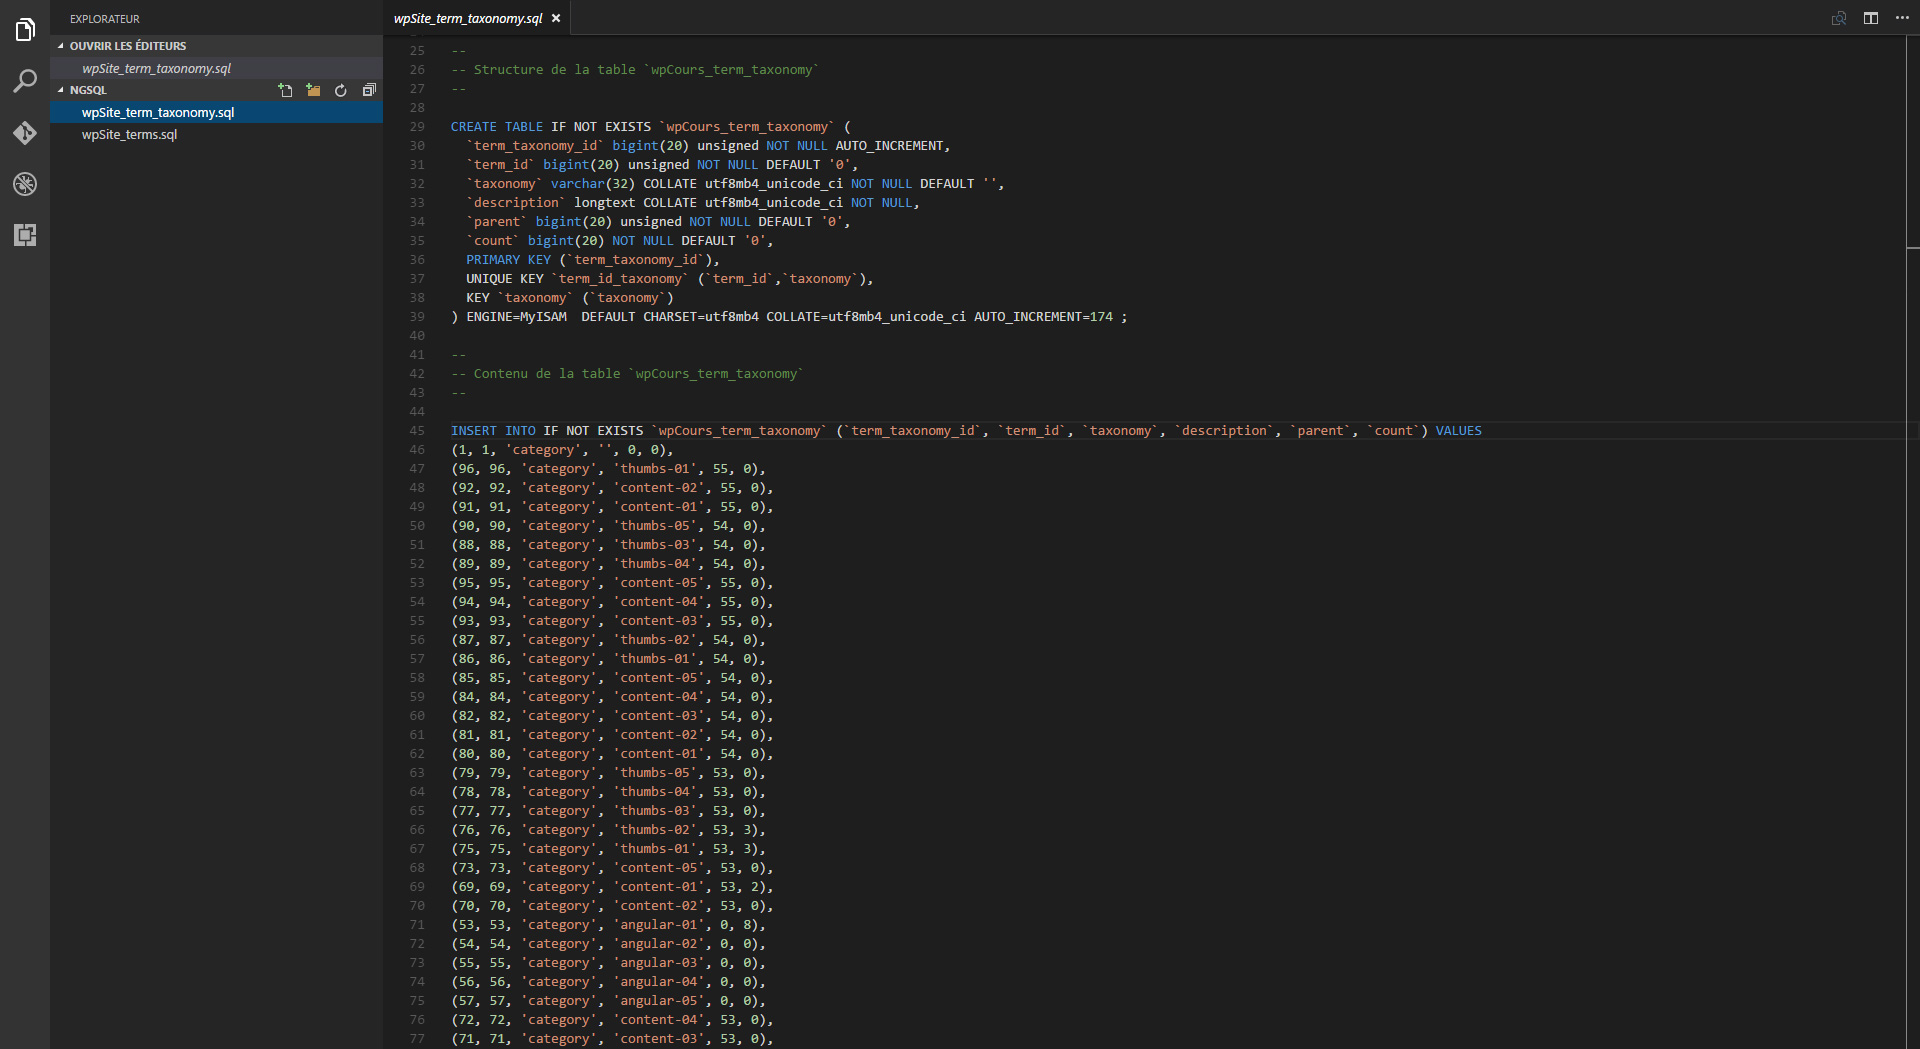 EXPLORATEUR
OUVRIR LES ÉDITEURS
wpSite_term_taxonomy.sql
NGSQL
wpSite_term_taxonomy.sql
wpSite_terms.sql
wpSite_term_taxonomy.sql ×
25 --
26 -- Structure de la table `wpCours_term_taxonomy`
27 --
28
29 CREATE TABLE IF NOT EXISTS `wpCours_term_taxonomy` (
30   `term_taxonomy_id` bigint(20) unsigned NOT NULL AUTO_INCREMENT,
31   `term_id` bigint(20) unsigned NOT NULL DEFAULT '0',
32   `taxonomy` varchar(32) COLLATE utf8mb4_unicode_ci NOT NULL DEFAULT '',
33   `description` longtext COLLATE utf8mb4_unicode_ci NOT NULL,
34   `parent` bigint(20) unsigned NOT NULL DEFAULT '0',
35   `count` bigint(20) NOT NULL DEFAULT '0',
36   PRIMARY KEY (`term_taxonomy_id`),
37   UNIQUE KEY `term_id_taxonomy` (`term_id`,`taxonomy`),
38   KEY `taxonomy` (`taxonomy`)
39 ) ENGINE=MyISAM  DEFAULT CHARSET=utf8mb4 COLLATE=utf8mb4_unicode_ci AUTO_INCREMENT=174 ;
40
41 --
42 -- Contenu de la table `wpCours_term_taxonomy`
43 --
44
45 INSERT INTO IF NOT EXISTS `wpCours_term_taxonomy` (`term_taxonomy_id`, `term_id`, `taxonomy`, `description`, `parent`, `count`) VALUES
46 (1, 1, 'category', '', 0, 0),
47 (96, 96, 'category', 'thumbs-01', 55, 0),
48 (92, 92, 'category', 'content-02', 55, 0),
49 (91, 91, 'category', 'content-01', 55, 0),
50 (90, 90, 'category', 'thumbs-05', 54, 0),
51 (88, 88, 'category', 'thumbs-03', 54, 0),
52 (89, 89, 'category', 'thumbs-04', 54, 0),
53 (95, 95, 'category', 'content-05', 55, 0),
54 (94, 94, 'category', 'content-04', 55, 0),
55 (93, 93, 'category', 'content-03', 55, 0),
56 (87, 87, 'category', 'thumbs-02', 54, 0),
57 (86, 86, 'category', 'thumbs-01', 54, 0),
58 (85, 85, 'category', 'content-05', 54, 0),
59 (84, 84, 'category', 'content-04', 54, 0),
60 (82, 82, 'category', 'content-03', 54, 0),
61 (81, 81, 'category', 'content-02', 54, 0),
62 (80, 80, 'category', 'content-01', 54, 0),
63 (79, 79, 'category', 'thumbs-05', 53, 0),
64 (78, 78, 'category', 'thumbs-04', 53, 0),
65 (77, 77, 'category', 'thumbs-03', 53, 0),
66 (76, 76, 'category', 'thumbs-02', 53, 3),
67 (75, 75, 'category', 'thumbs-01', 53, 3),
68 (73, 73, 'category', 'content-05', 53, 0),
69 (69, 69, 'category', 'content-01', 53, 2),
70 (70, 70, 'category', 'content-02', 53, 0),
71 (53, 53, 'category', 'angular-01', 0, 8),
72 (54, 54, 'category', 'angular-02', 0, 0),
73 (55, 55, 'category', 'angular-03', 0, 0),
74 (56, 56, 'category', 'angular-04', 0, 0),
75 (57, 57, 'category', 'angular-05', 0, 0),
76 (72, 72, 'category', 'content-04', 53, 0),
77 (71, 71, 'category', 'content-03', 53, 0),